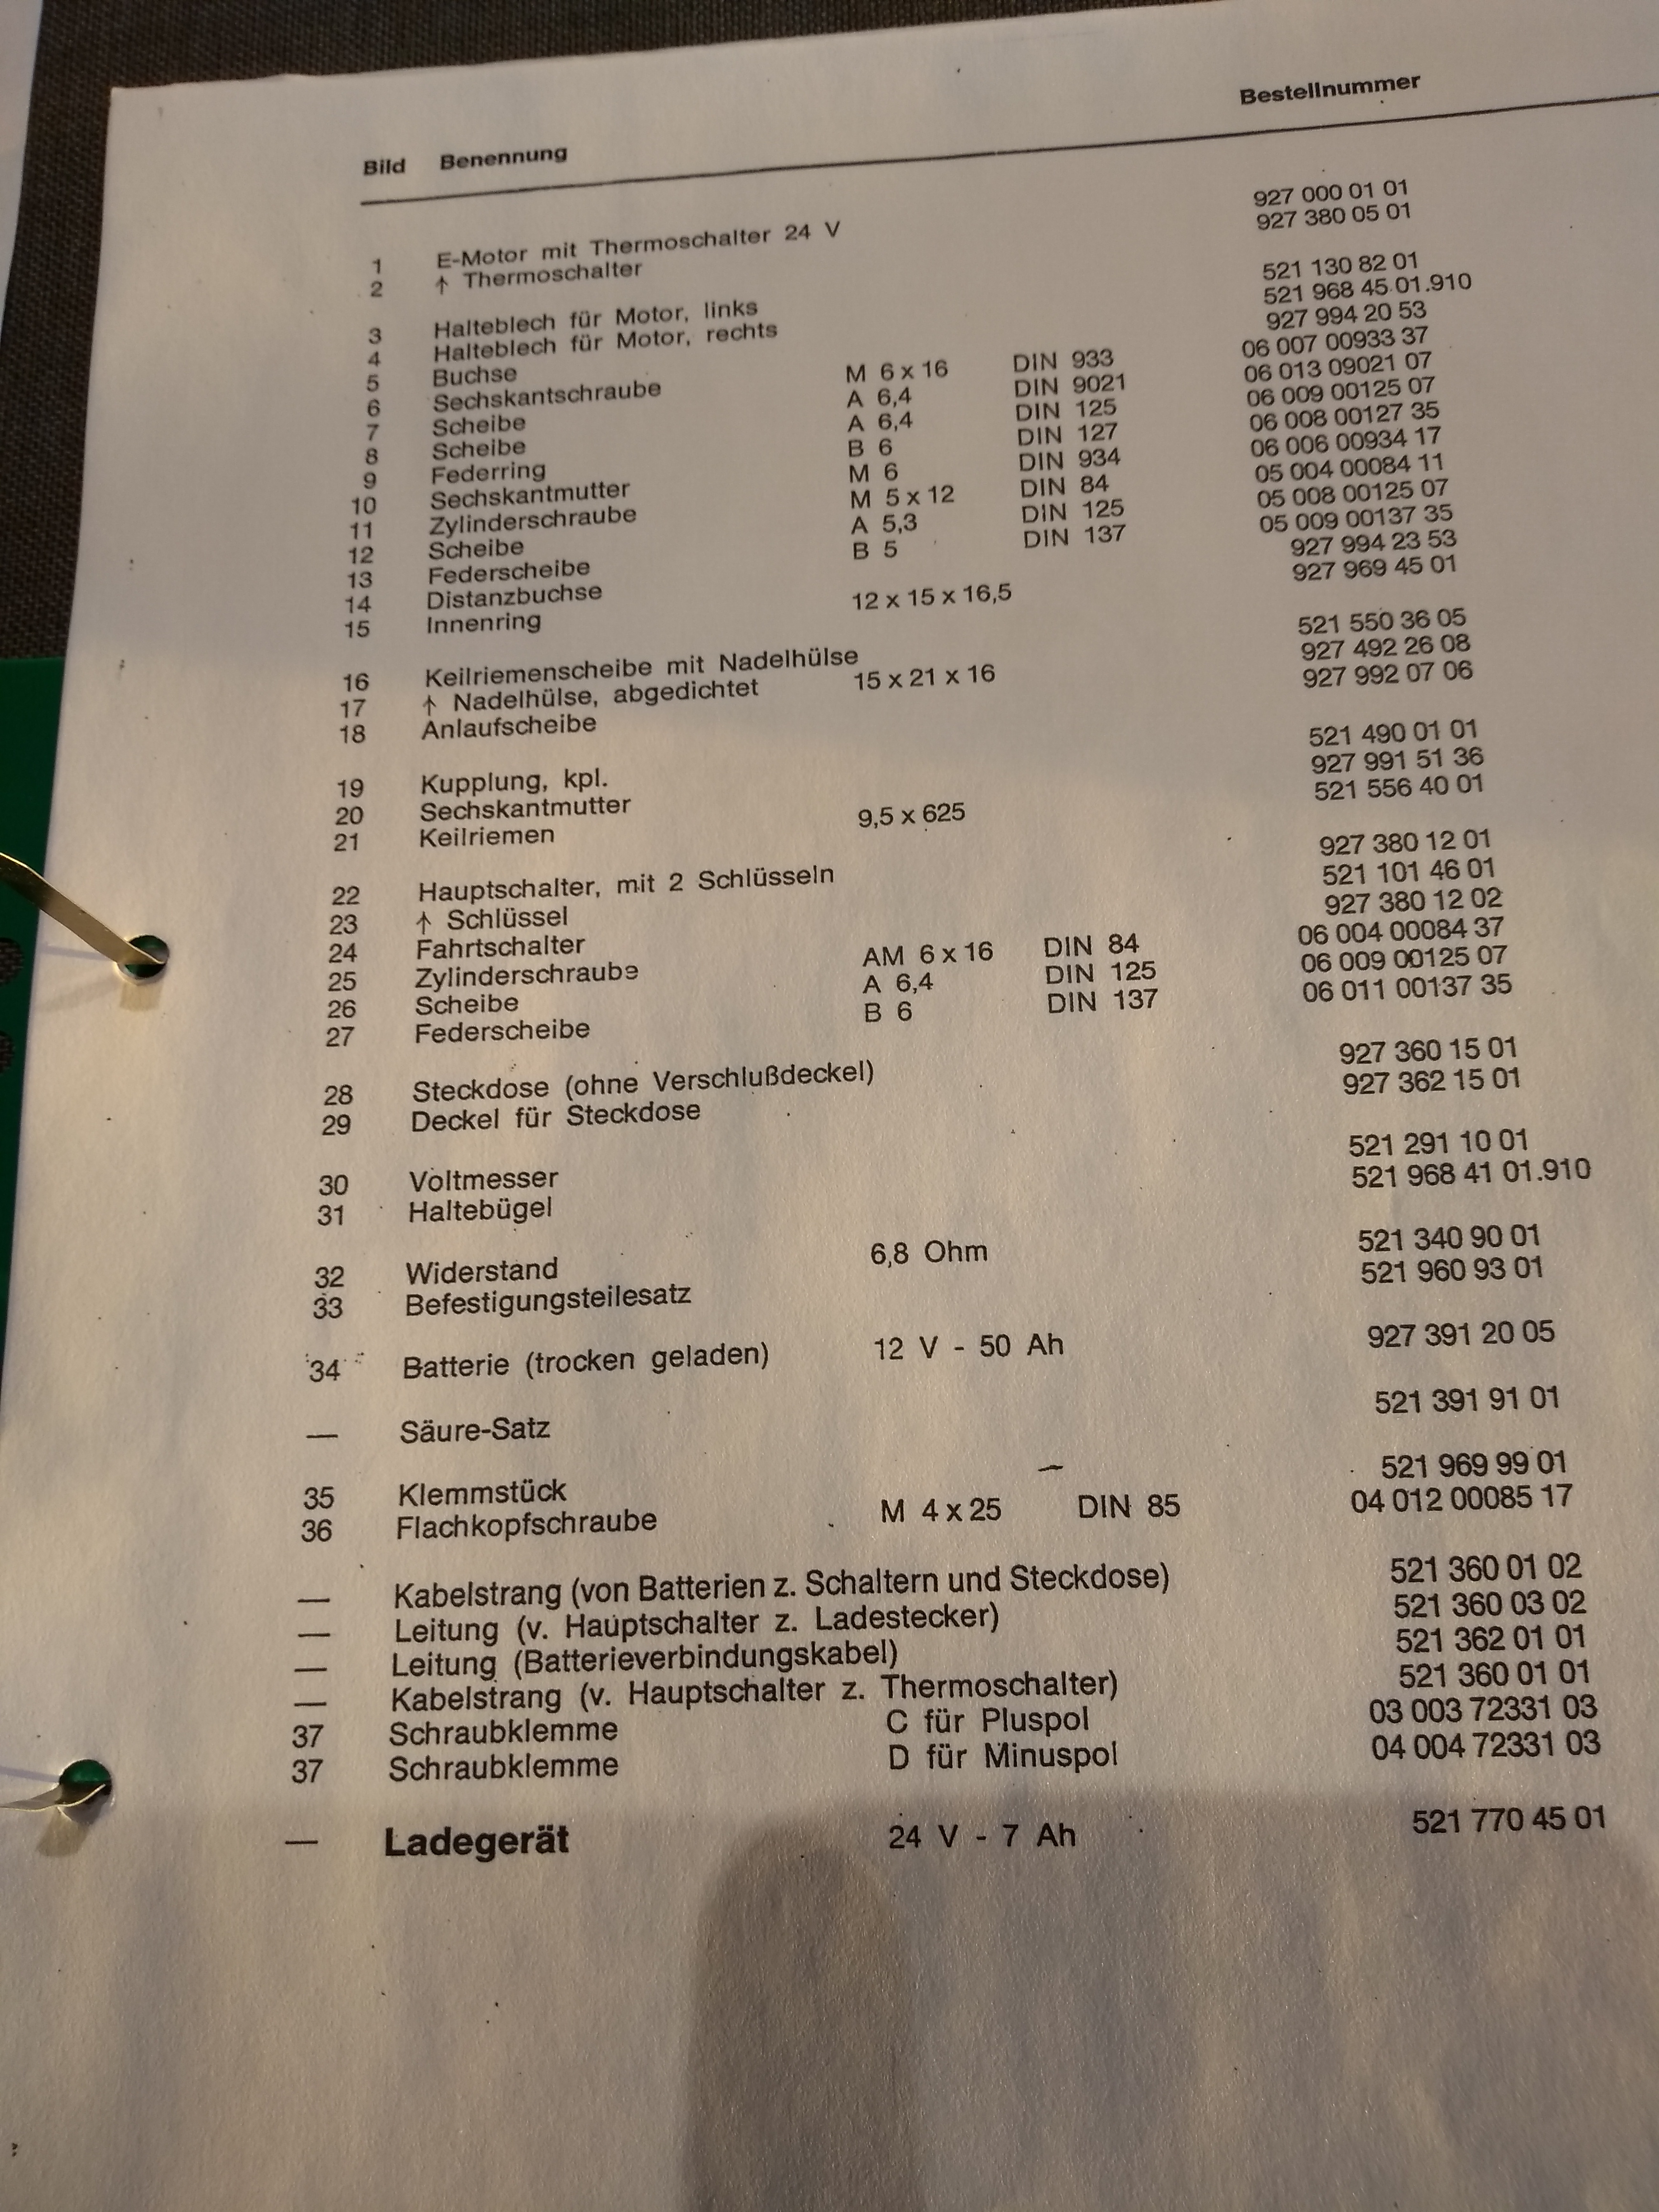 Bild Benennung Bestellnummer
1 E-Motor mit Thermoschalter 24 V 927 000 01 01
2 ↑ Thermoschalter 927 380 05 01
3 Halteblech für Motor, links 521 130 82 01
4 Halteblech für Motor, rechts 521 968 45 01.910
5 Buchse 927 994 20 53
6 Sechskantschraube M 6 x 16 DIN 933 06 007 00933 37
7 Scheibe A 6,4 DIN 9021 06 013 09021 07
8 Scheibe A 6,4 DIN 125 06 009 00125 07
9 Federring B 6 DIN 127 06 008 00127 35
10 Sechskantmutter M 6 DIN 934 06 006 00934 17
11 Zylinderschraube M 5 x 12 DIN 84 05 004 00084 11
12 Scheibe A 5,3 DIN 125 05 008 00125 07
13 Federscheibe B 5 DIN 137 05 009 00137 35
14 Distanzbuchse 927 994 23 53
15 Innenring 12 x 15 x 16,5 927 969 45 01
16 Keilriemenscheibe mit Nadelhülse 521 550 36 05
17 ↑ Nadelhülse, abgedichtet 15 x 21 x 16 927 492 26 08
18 Anlaufscheibe 927 992 07 06
19 Kupplung, kpl. 521 490 01 01
20 Sechskantmutter 927 991 51 36
21 Keilriemen 9,5 x 625 521 556 40 01
22 Hauptschalter, mit 2 Schlüsseln 927 380 12 01
23 ↑ Schlüssel 521 101 46 01
24 Fahrtschalter 927 380 12 02
25 Zylinderschraube AM 6 x 16 DIN 84 06 004 00084 37
26 Scheibe A 6,4 DIN 125 06 009 00125 07
27 Federscheibe B 6 DIN 137 06 011 00137 35
28 Steckdose (ohne Verschlußdeckel) 927 360 15 01
29 Deckel für Steckdose 927 362 15 01
30 Voltmesser 521 291 10 01
31 Haltebügel 521 968 41 01.910
32 Widerstand 6,8 Ohm 521 340 90 01
33 Befestigungsteilesatz 521 960 93 01
34 Batterie (trocken geladen) 12 V - 50 Ah 927 391 20 05
— Säure-Satz 521 391 91 01
35 Klemmstück 521 969 99 01
36 Flachkopfschraube M 4 x 25 DIN 85 04 012 00085 17
— Kabelstrang (von Batterien z. Schaltern und Steckdose) 521 360 01 02
— Leitung (v. Hauptschalter z. Ladestecker) 521 360 03 02
— Leitung (Batterieverbindungskabel) 521 362 01 01
— Kabelstrang (v. Hauptschalter z. Thermoschalter) 521 360 01 01
37 Schraubklemme C für Pluspol 03 003 72331 03
37 Schraubklemme D für Minuspol 04 004 72331 03
— Ladegerät 24 V - 7 Ah 521 770 45 01